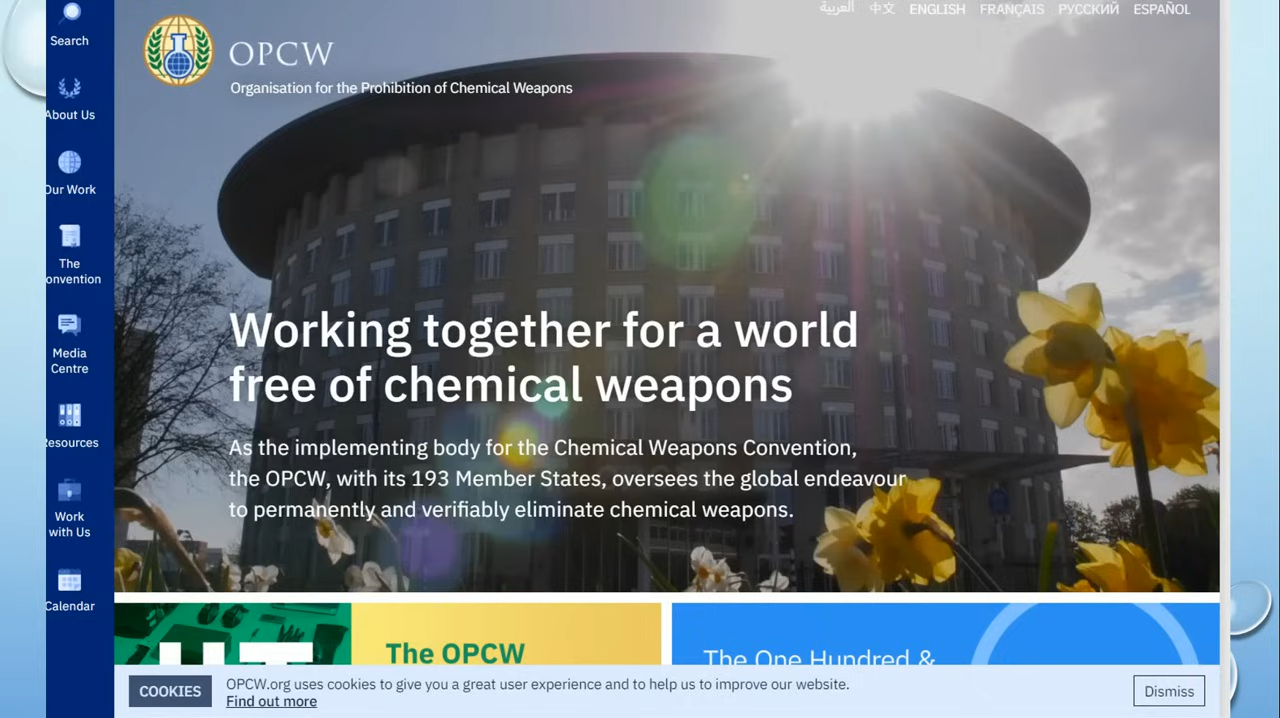 العربية
中文
ENGLISH
FRANÇAIS
РУССКИЙ
ESPAÑOL
OPCW
Organisation for the Prohibition of Chemical Weapons
Search
About Us
Our Work
The
onvention
Media
Centre
Resources
Work
with Us
Calendar
Working together for a world
free of chemical weapons
As the implementing body for the Chemical Weapons Convention,
the OPCW, with its 193 Member States, oversees the global endeavour
to permanently and verifiably eliminate chemical weapons.
The OPCW
The One Hundred &
COOKIES
OPCW.org uses cookies to give you a great user experience and to help us to improve our website.
Find out more
Dismiss